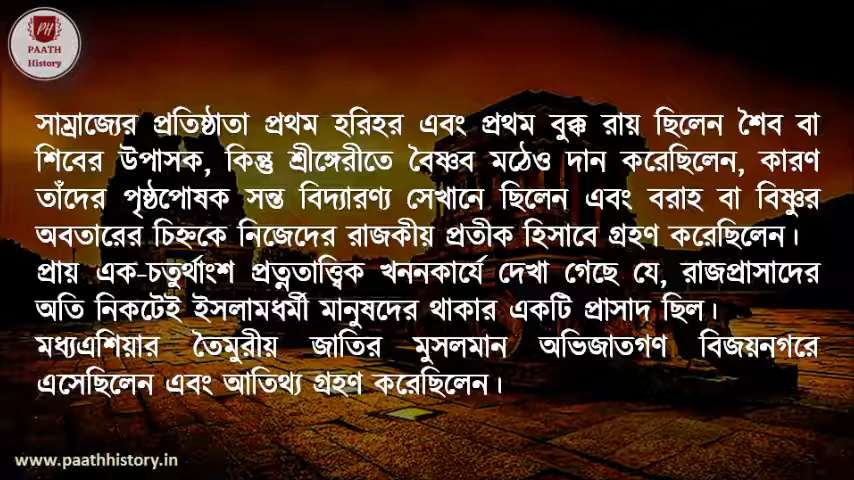 PH
PAATH
History
সাম্রাজ্যের প্রতিষ্ঠাতা প্রথম হরিহর এবং প্রথম বুক্ক রায় ছিলেন শৈব বা
শিবের উপাসক, কিন্তু শ্রীঙ্গেরীতে বৈষ্ণব মঠেও দান করেছিলেন, কারণ
তাঁদের পৃষ্ঠপোষক সন্ত বিদ্যারণ্য সেখানে ছিলেন এবং বরাহ বা বিষ্ণুর
অবতারের চিহ্নকে নিজেদের রাজকীয় প্রতীক হিসাবে গ্রহণ করেছিলেন।
প্রায় এক-চতুর্থাংশ প্রত্নতাত্ত্বিক খননকার্যে দেখা গেছে যে, রাজপ্রাসাদের
অতি নিকটেই ইসলামধর্মী মানুষদের থাকার একটি প্রাসাদ ছিল।
মধ্যএশিয়ার তৈমুরীয় জাতির মুসলমান অভিজাতগণ বিজয়নগরে
এসেছিলেন এবং আতিথ্য গ্রহণ করেছিলেন।
www.paathhistory.in